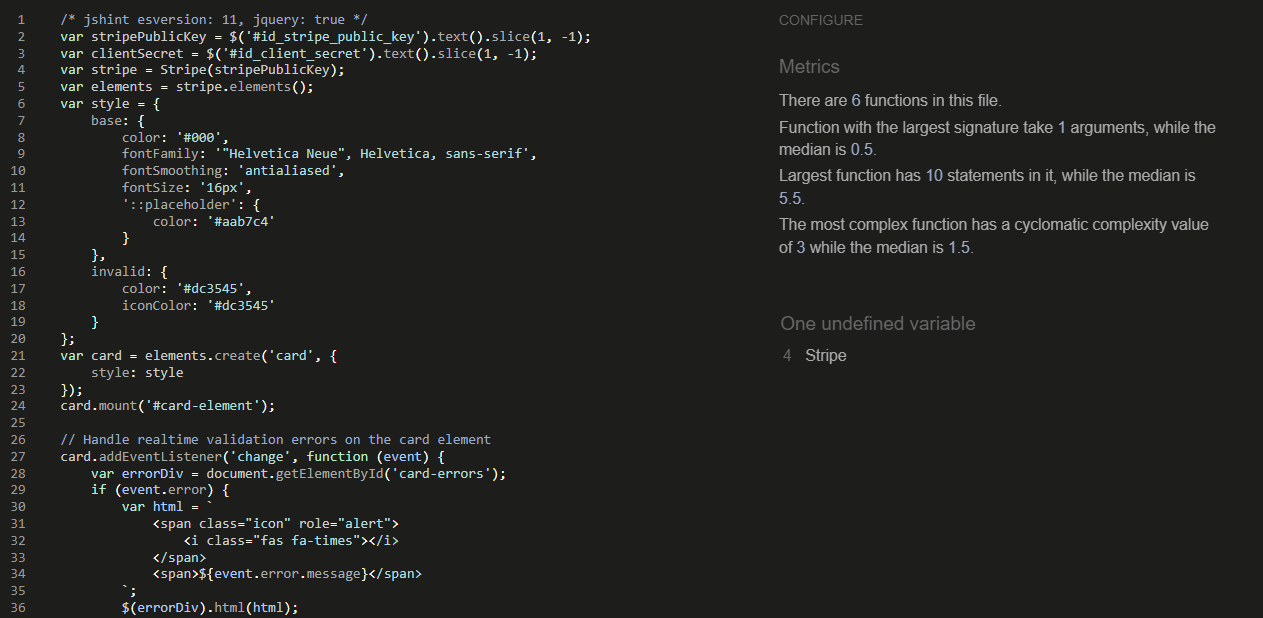 1 /* jshint esversion: 11, jquery: true */
2 var stripePublicKey = $('#id_stripe_public_key').text().slice(1, -1);
3 var clientSecret = $('#id_client_secret').text().slice(1, -1);
4 var stripe = Stripe(stripePublicKey);
5 var elements = stripe.elements();
6 var style = {
7     base: {
8         color: '#000',
9         fontFamily: '"Helvetica Neue", Helvetica, sans-serif',
10         fontSmoothing: 'antialiased',
11         fontSize: '16px',
12         '::placeholder': {
13             color: '#aab7c4'
14         }
15     },
16     invalid: {
17         color: '#dc3545',
18         iconColor: '#dc3545'
19     }
20 };
21 var card = elements.create('card', {
22     style: style
23 });
24 card.mount('#card-element');
25
26 // Handle realtime validation errors on the card element
27 card.addEventListener('change', function (event) {
28     var errorDiv = document.getElementById('card-errors');
29     if (event.error) {
30         var html = `
31             <span class="icon" role="alert">
32                 <i class="fas fa-times"></i>
33             </span>
34             <span>${event.error.message}</span>
35         `;
36         $(errorDiv).html(html);
CONFIGURE
Metrics
There are 6 functions in this file.
Function with the largest signature take 1 arguments, while the
median is 0.5.
Largest function has 10 statements in it, while the median is
5.5.
The most complex function has a cyclomatic complexity value
of 3 while the median is 1.5.
One undefined variable
4 Stripe